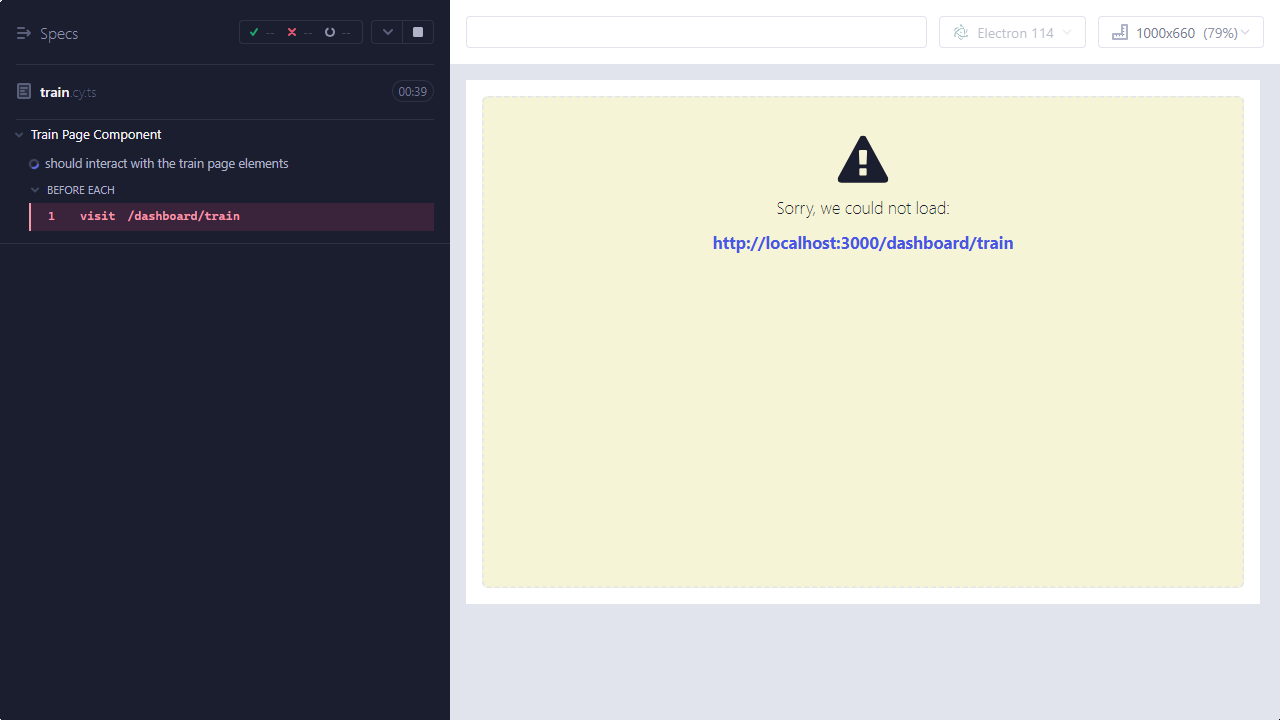 Specs
-- -- --
train.cy.ts 00:39
Train Page Component
should interact with the train page elements
BEFORE EACH
1 visit /dashboard/train
Electron 114
1000x660 (79%)
Sorry, we could not load:
http://localhost:3000/dashboard/train